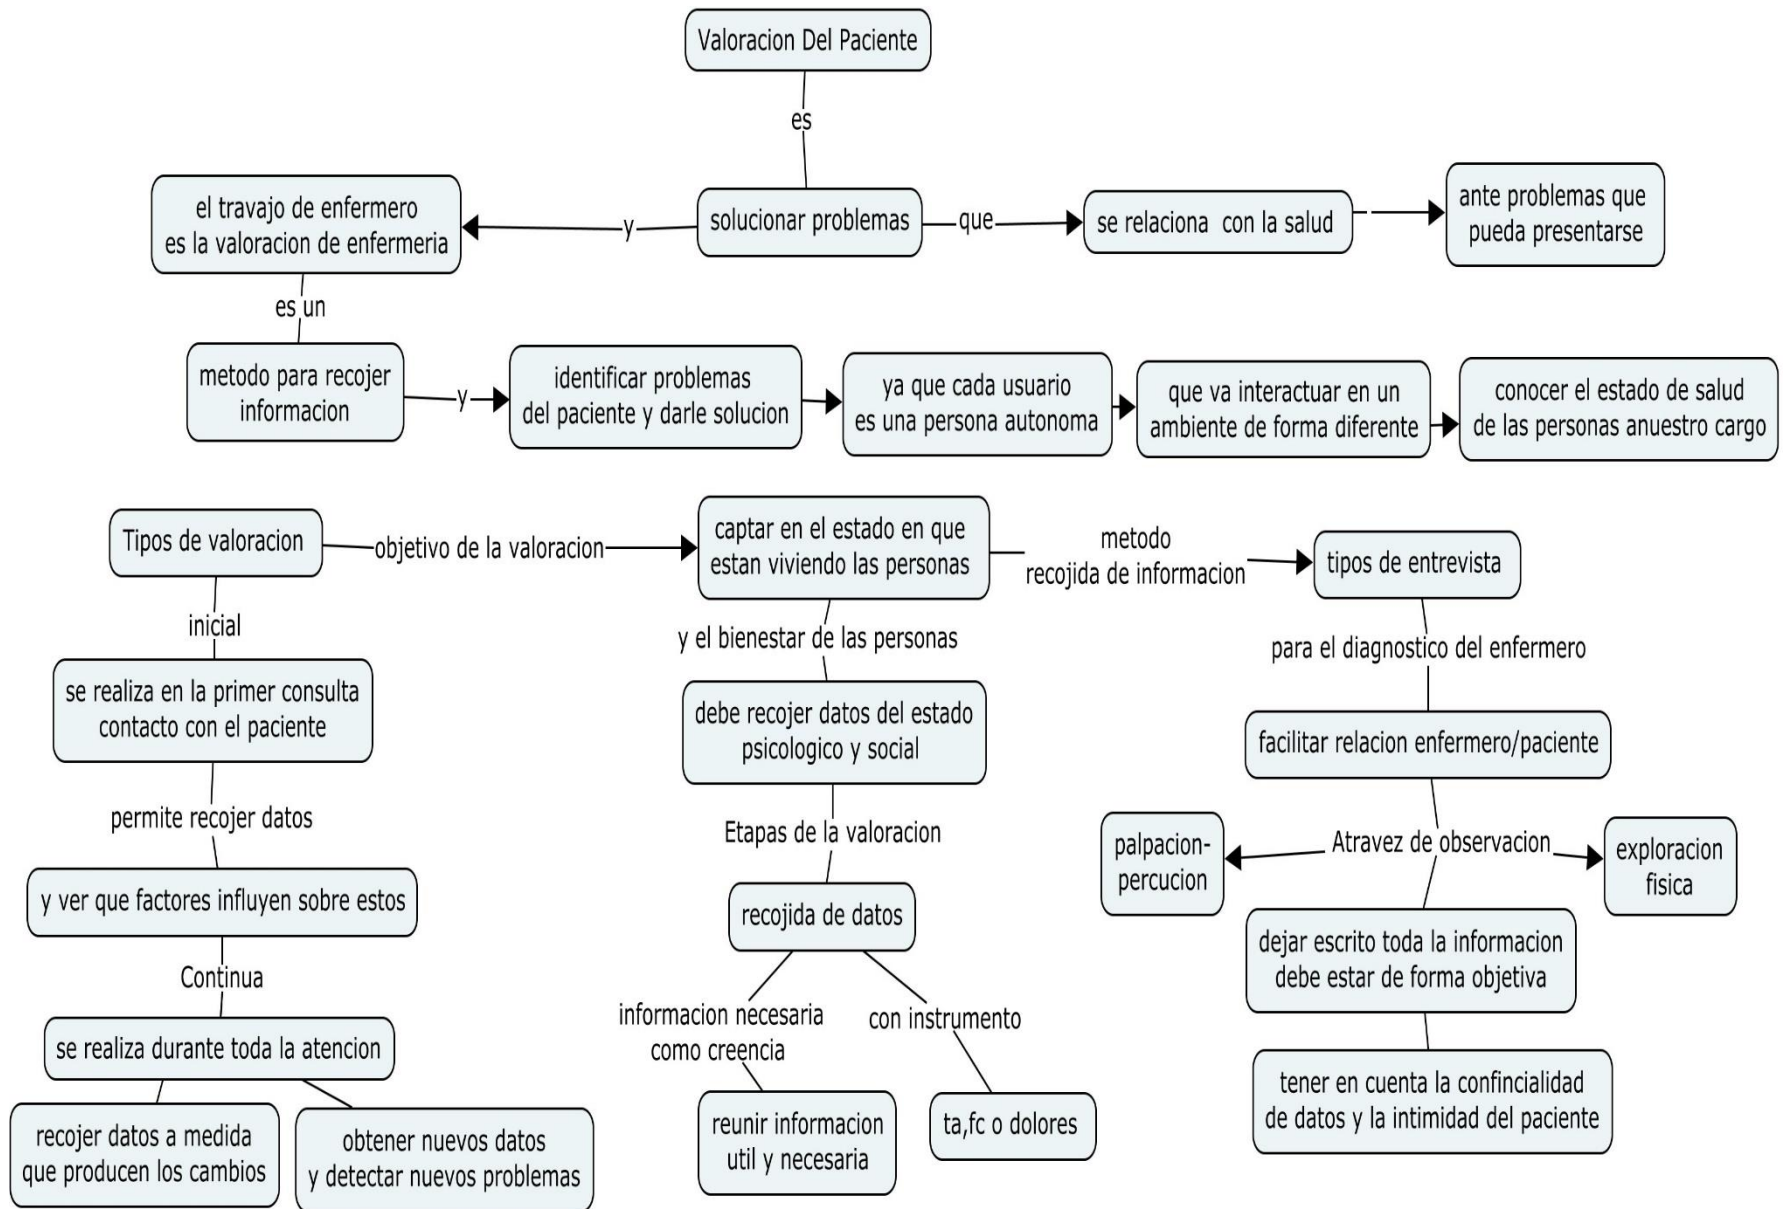 Valoracion Del Paciente
es
el travajo de enfermero
es la valoracion de enfermeria
y
solucionar problemas
que
se relaciona con la salud
ante problemas que
pueda presentarse
es un
metodo para recojer
informacion
y
identificar problemas
del paciente y darle solucion
ya que cada usuario
es una persona autonoma
que va interactuar en un
ambiente de forma diferente
conocer el estado de salud
de las personas anuestro cargo
Tipos de valoracion
objetivo de la valoracion
captar en el estado en que
estan viviendo las personas
metodo
recojida de informacion
tipos de entrevista
inicial
se realiza en la primer consulta
contacto con el paciente
permite recojer datos
y ver que factores influyen sobre estos
Continua
se realiza durante toda la atencion
recojer datos a medida
que producen los cambios
obtener nuevos datos
y detectar nuevos problemas
y el bienestar de las personas
debe recojer datos del estado
psicologico y social
Etapas de la valoracion
recojida de datos
informacion necesaria
como creencia
con instrumento
reunir informacion
util y necesaria
ta,fc o dolores
para el diagnostico del enfermero
facilitar relacion enfermero/paciente
palpacion-
percucion
Atravez de observacion
exploracion
fisica
dejar escrito toda la informacion
debe estar de forma objetiva
tener en cuenta la confincialidad
de datos y la intimidad del paciente